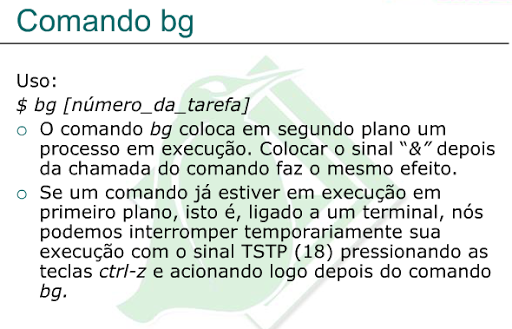 Comando bg
Uso:
$ bg [número_da_tarefa]
O comando bg coloca em segundo plano um
processo em execução. Colocar o sinal “&” depois
da chamada do comando faz o mesmo efeito.
Se um comando já estiver em execução em
primeiro plano, isto é, ligado a um terminal, nós
podemos interromper temporariamente sua
execução com o sinal TSTP (18) pressionando as
teclas ctrl-z e acionando logo depois do comando
bg.